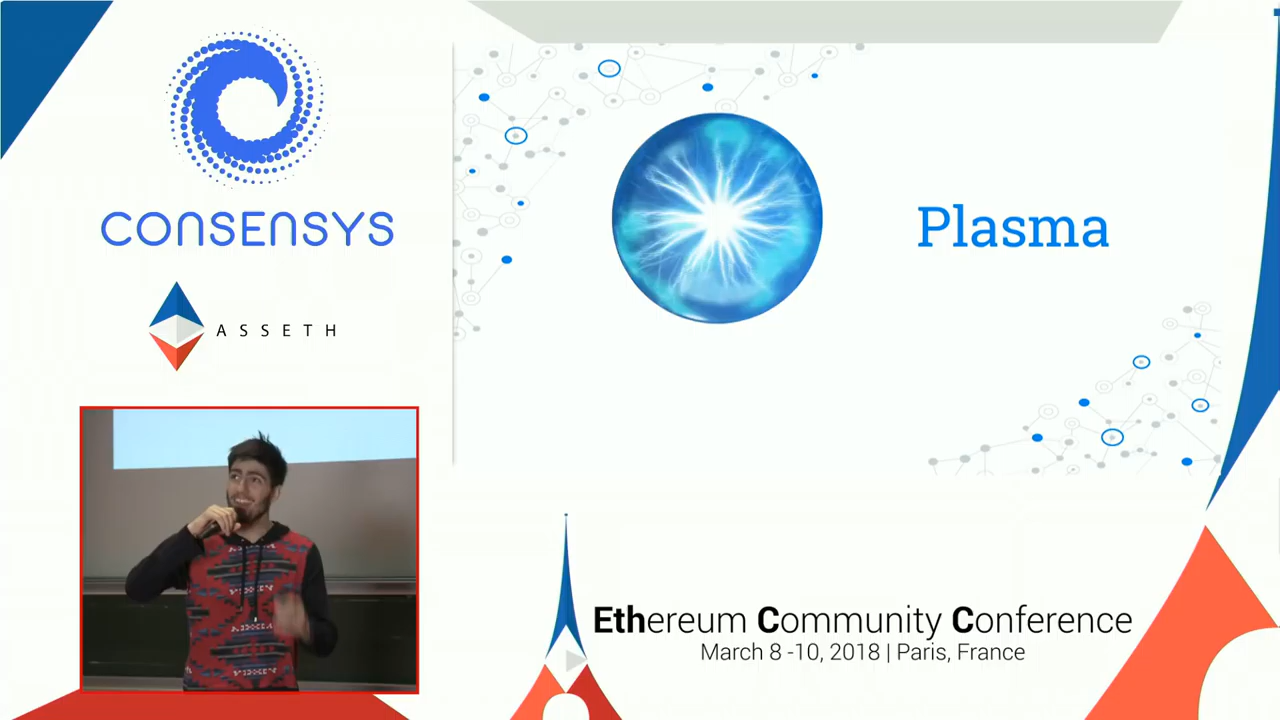 CONSENSYS
ASSETH
Plasma
Ethereum Community Conference
March 8 -10, 2018 | Paris, France